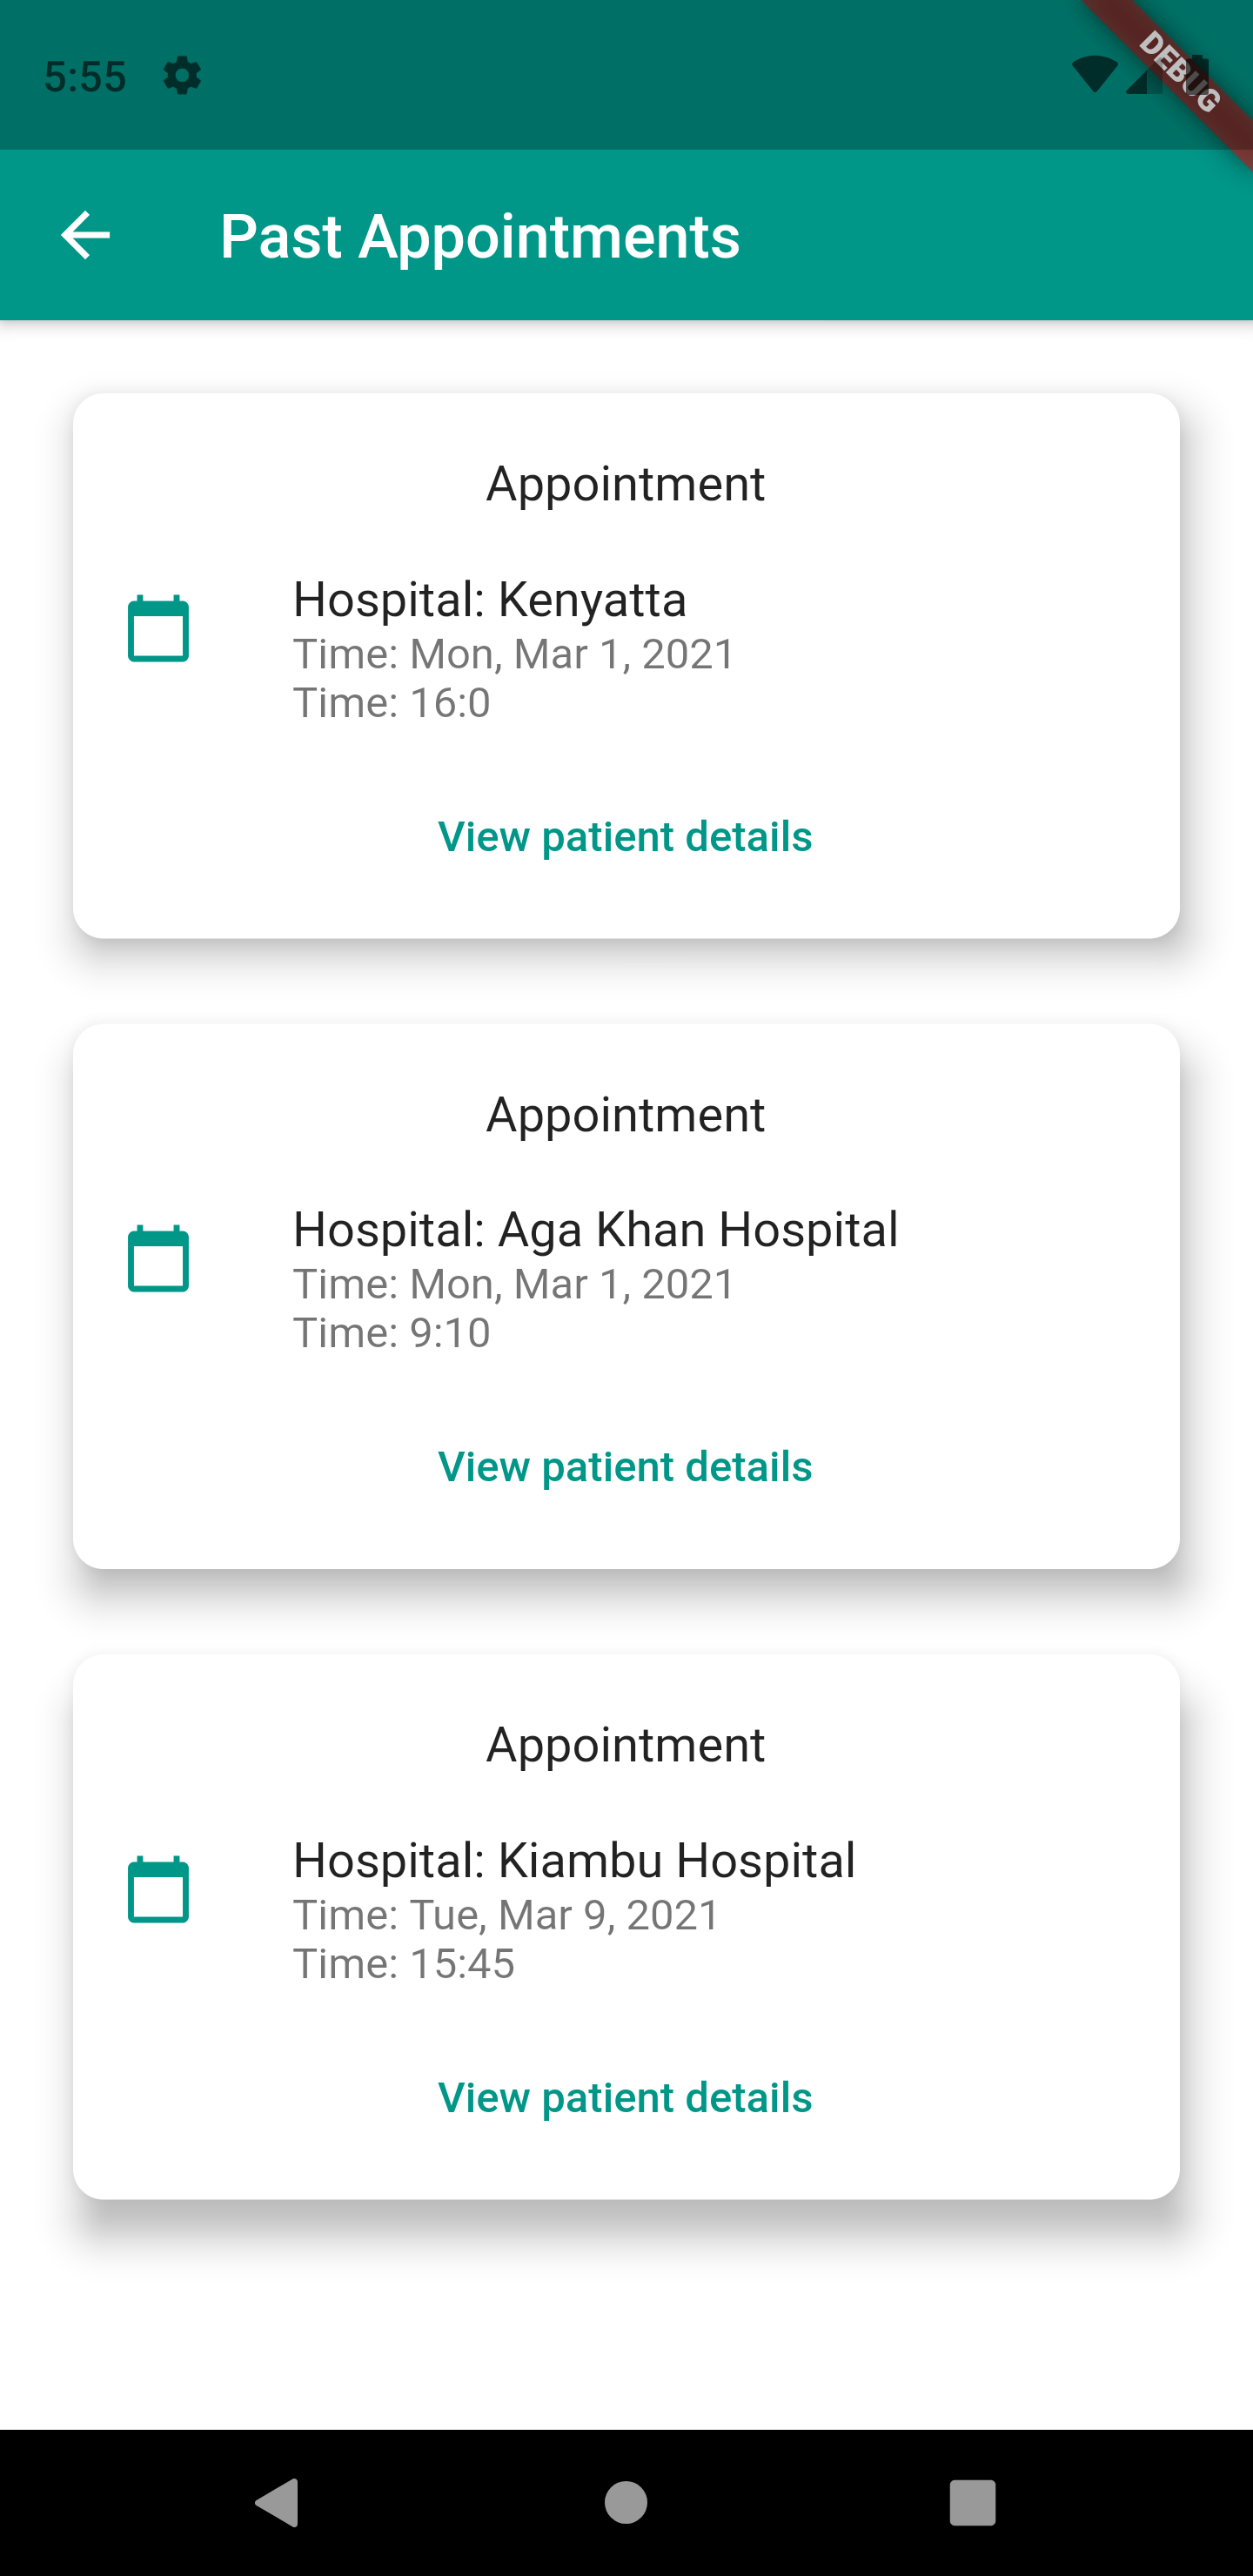 5:55
DEBUG
Past Appointments
Appointment
Hospital: Kenyatta
Time: Mon, Mar 1, 2021
Time: 16:0
View patient details
Appointment
Hospital: Aga Khan Hospital
Time: Mon, Mar 1, 2021
Time: 9:10
View patient details
Appointment
Hospital: Kiambu Hospital
Time: Tue, Mar 9, 2021
Time: 15:45
View patient details